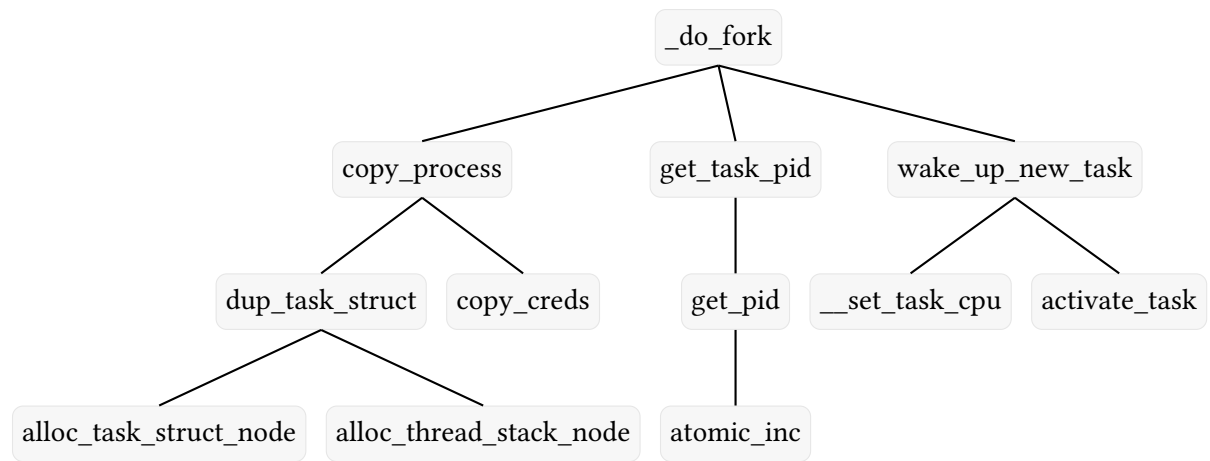 _do_fork
copy_process get_task_pid wake_up_new_task
dup_task_struct copy_creds get_pid __set_task_cpu activate_task
alloc_task_struct_node alloc_thread_stack_node atomic_inc